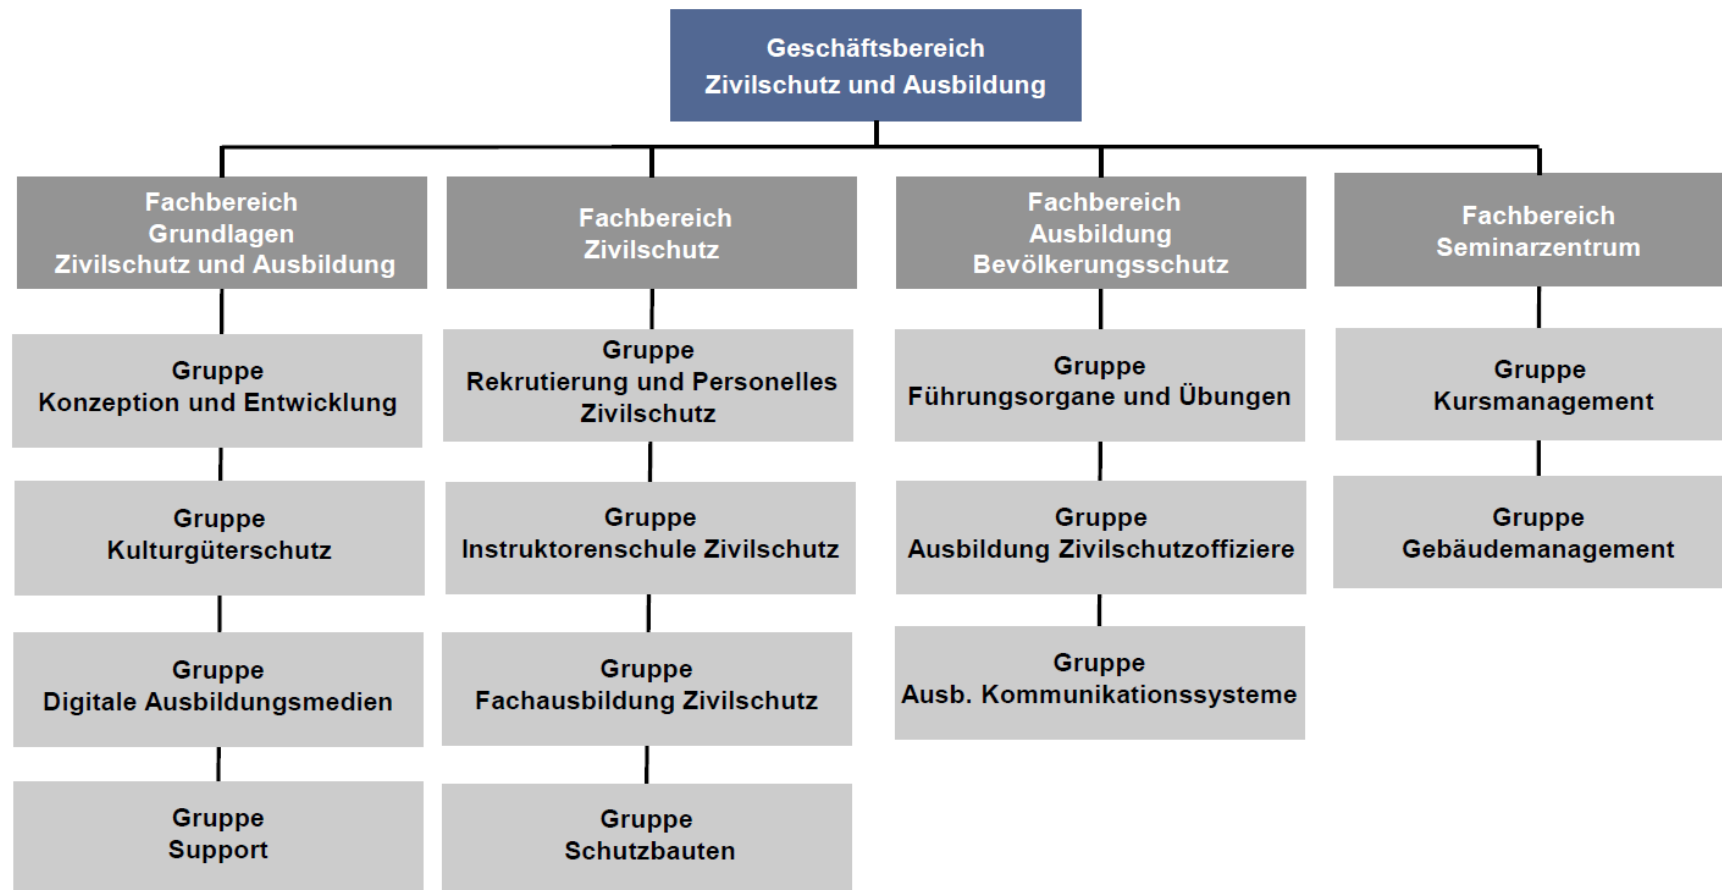 Geschäftsbereich
Zivilschutz und Ausbildung
Fachbereich
Grundlagen
Zivilschutz und Ausbildung
Gruppe
Konzeption und Entwicklung
Gruppe
Kulturgüterschutz
Gruppe
Digitale Ausbildungsmedien
Gruppe
Support
Fachbereich
Zivilschutz
Gruppe
Rekrutierung und Personelles
Zivilschutz
Gruppe
Instruktorenschule Zivilschutz
Gruppe
Fachausbildung Zivilschutz
Gruppe
Schutzbauten
Fachbereich
Ausbildung
Bevölkerungsschutz
Gruppe
Führungsorgane und Übungen
Gruppe
Ausbildung Zivilschutzoffiziere
Gruppe
Ausb. Kommunikationssysteme
Fachbereich
Seminarzentrum
Gruppe
Kursmanagement
Gruppe
Gebäudemanagement